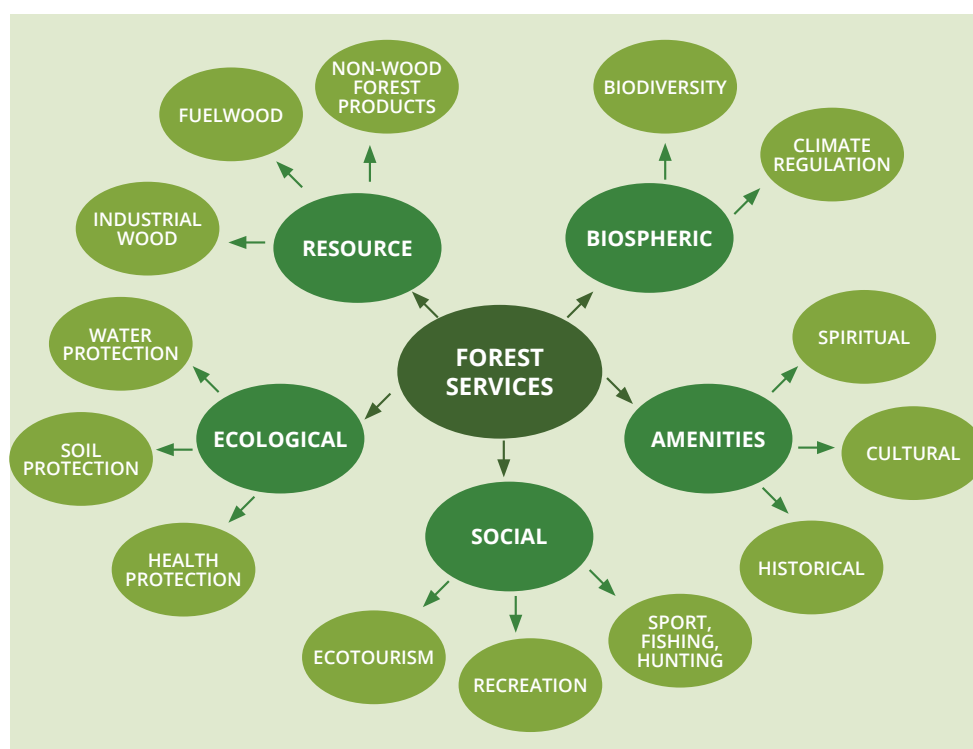 NON-WOOD
FOREST
PRODUCTS
FUELWOOD
INDUSTRIAL
WOOD
RESOURCE
BIODIVERSITY
CLIMATE
REGULATION
BIOSPHERIC
FOREST
SERVICES
WATER
PROTECTION
SOIL
PROTECTION
HEALTH
PROTECTION
ECOLOGICAL
SPIRITUAL
CULTURAL
HISTORICAL
AMENITIES
SOCIAL
ECOTOURISM
RECREATION
SPORT,
FISHING,
HUNTING